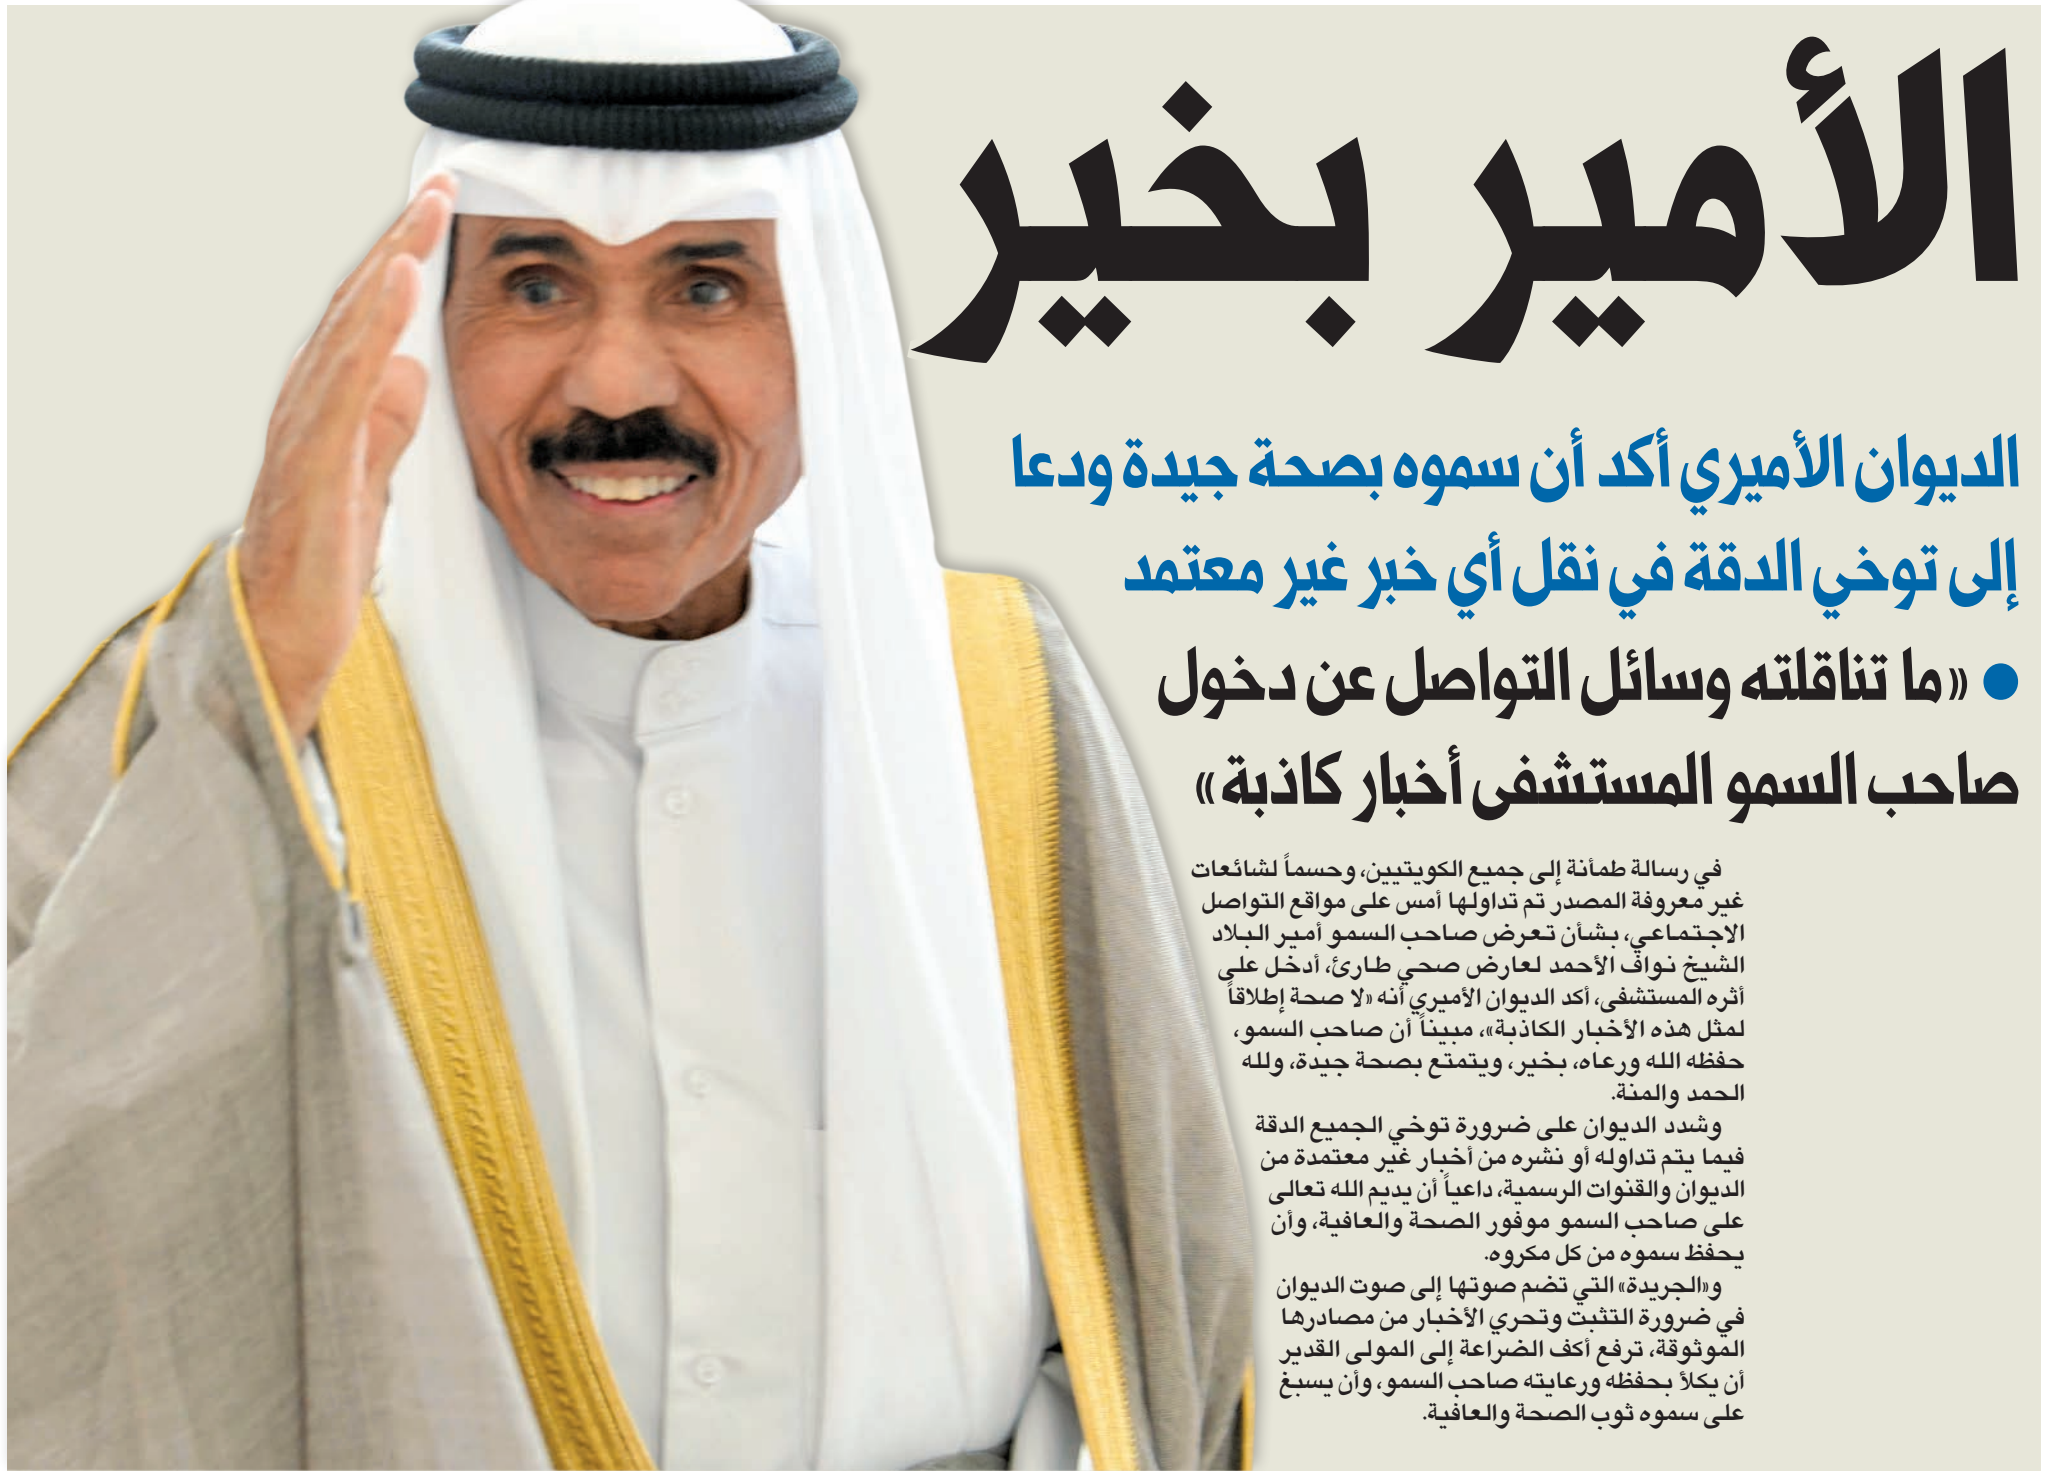 الأمير بخير
الديوان الأميري أكد أن سموه بصحة جيدة ودعا
إلى توخي الدقة في نقل أي خبر غير معتمد
● «ما تناقلته وسائل التواصل عن دخول
صاحب السمو المستشفى أخبار كاذبة»
في رسالة طمأنة إلى جميع الكويتيين، وحسماً لشائعات
غير معروفة المصدر تم تداولها أمس على مواقع التواصل
الاجتماعي، بشأن تعرض صاحب السمو أمير البلاد
الشيخ نواف الأحمد لعارض صحي طارئ، أدخل على
أثره المستشفى، أكد الديوان الأميري أنه «لا صحة إطلاقاً
لمثل هذه الأخبار الكاذبة»، مبيناً أن صاحب السمو،
حفظه الله ورعاه، بخير، ويتمتع بصحة جيدة، ولله
الحمد والمنة.
وشدد الديوان على ضرورة توخي الجميع الدقة
فيما يتم تداوله أو نشره من أخبار غير معتمدة من
الديوان والقنوات الرسمية، داعياً أن يديم الله تعالى
على صاحب السمو موفور الصحة والعافية، وأن
يحفظ سموه من كل مكروه.
و«الجريدة» التي تضم صوتها إلى صوت الديوان
في ضرورة التثبت وتحري الأخبار من مصادرها
الموثوقة، ترفع أكف الضراعة إلى المولى القدير
أن يكلأ بحفظه ورعايته صاحب السمو، وأن يسبغ
على سموه ثوب الصحة والعافية.